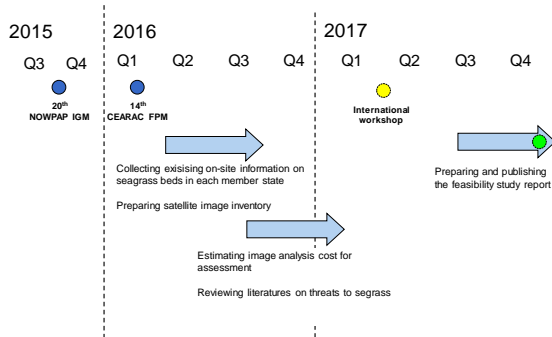 2015
2016
2017
Q3 Q4
Q1 Q2 Q3 Q4
Q1 Q2 Q3 Q4
20th
NOWPAP IGM
14th
CEARAC FPM
International
workshop
Collecting exisising on-site information on
seagrass beds in each member state
Preparing satellite image inventory
Preparing and publishing
the feasibility study report
Estimating image analysis cost for
assessment
Reviewing literatures on threats to segrass